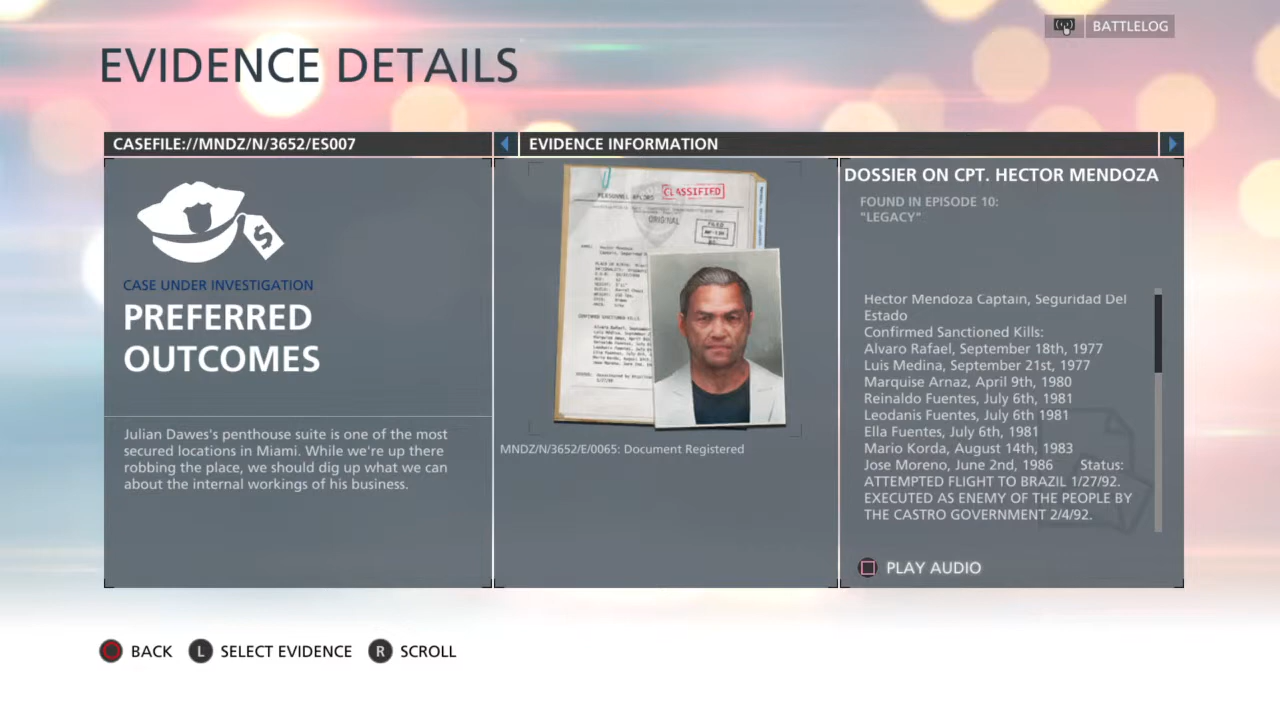 BATTLELOG
EVIDENCE DETAILS
CASEFILE://MNDZ/N/3652/ES007
EVIDENCE INFORMATION
$
CASE UNDER INVESTIGATION
PREFERRED
OUTCOMES
Julian Dawes's penthouse suite is one of the most
secured locations in Miami. While we're up there
robbing the place, we should dig up what we can
about the internal workings of his business.
PERSONNEL
CLASSIFIED
ORIGINAL
FILED
MNDZ/N/3652/E/0065: Document Registered
DOSSIER ON CPT. HECTOR MENDOZA
FOUND IN EPISODE 10:
"LEGACY"
Hector Mendoza Captain, Seguridad Del
Estado
Confirmed Sanctioned Kills:
Alvaro Rafael, September 18th, 1977
Luis Medina, September 21st, 1977
Marquise Arnaz, April 9th, 1980
Reinaldo Fuentes, July 6th, 1981
Leodanis Fuentes, July 6th 1981
Ella Fuentes, July 6th, 1981
Mario Korda, August 14th, 1983
Jose Moreno, June 2nd, 1986 Status:
ATTEMPTED FLIGHT TO BRAZIL 1/27/92.
EXECUTED AS ENEMY OF THE PEOPLE BY
THE CASTRO GOVERNMENT 2/4/92.
PLAY AUDIO
BACK L SELECT EVIDENCE R SCROLL